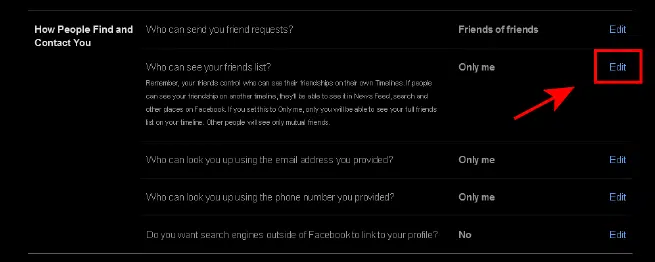 How People Find and Contact You
Who can send you friend requests? Friends of friends Edit
Who can see your friends list? Only me Edit
Remember, your friends control who can see their friendships on their own Timelines. If people
can see your friendship on another timeline, they'll be able to see it in News Feed, search and
other places on Facebook. If you set this to Only me, only you will be able to see your full friends
list on your timeline. Other people will see only mutual friends.
Who can look you up using the email address you provided? Only me Edit
Who can look you up using the phone number you provided? Only me Edit
Do you want search engines outside of Facebook to link to your profile? No Edit